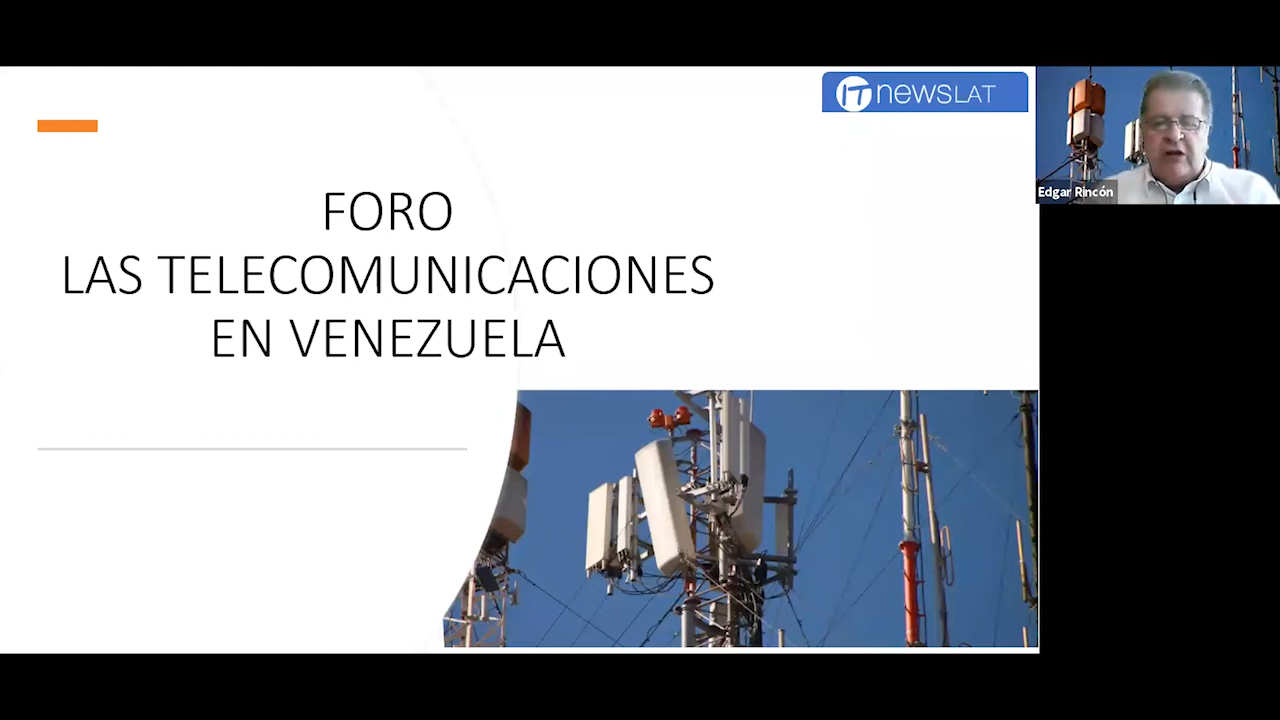 ITnewsLAT
FORO
LAS TELECOMUNICACIONES
EN VENEZUELA
Edgar Rincón